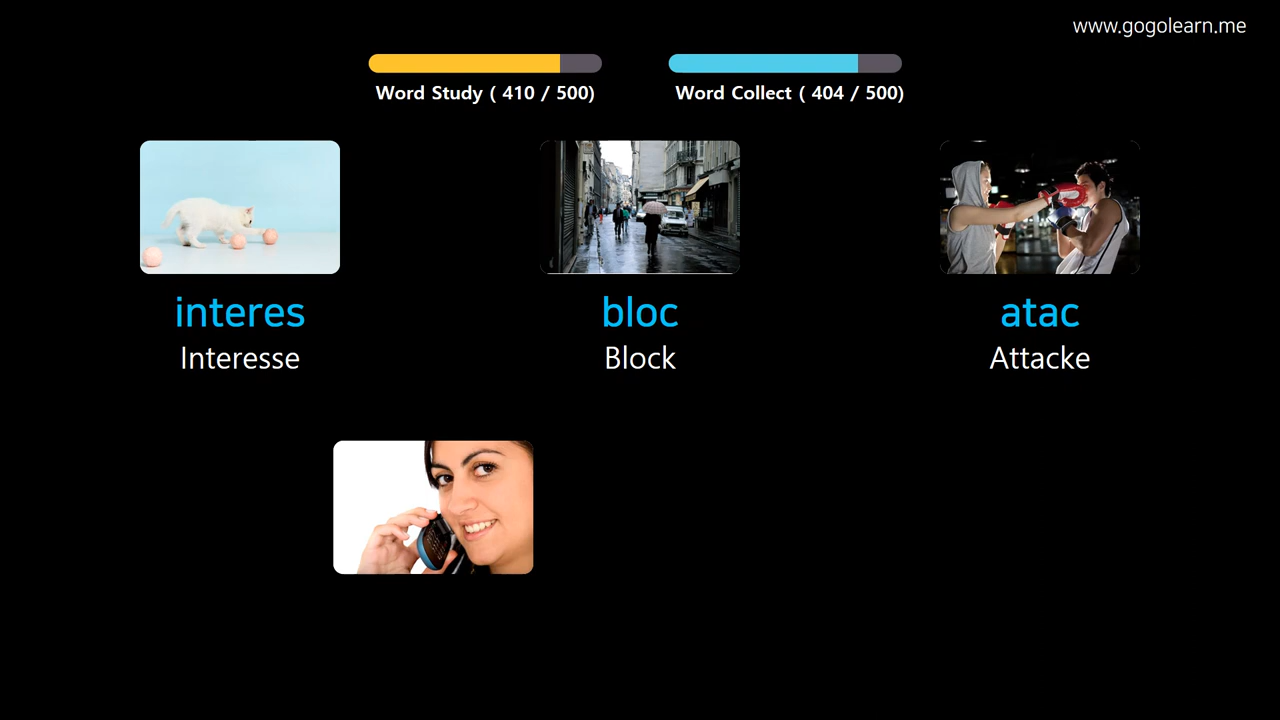 www.gogolearn.me
Word Study ( 410 / 500)
Word Collect ( 404 / 500)
interes
Interesse
bloc
Block
atac
Attacke